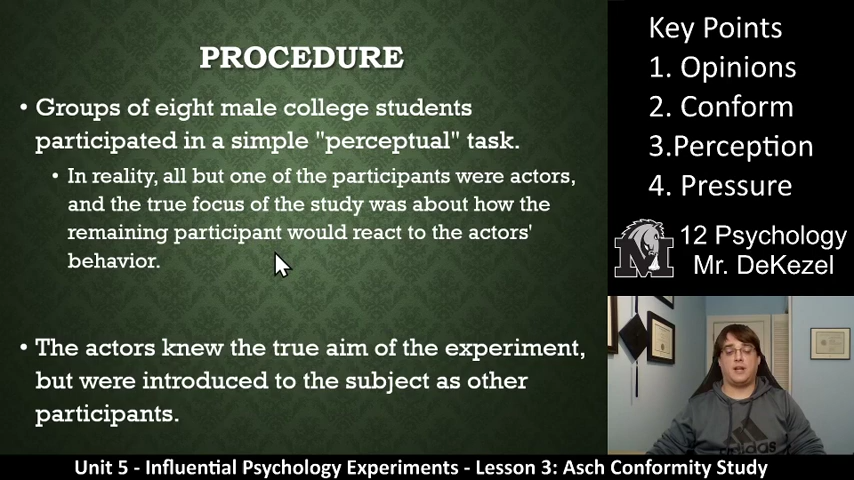 PROCEDURE
• Groups of eight male college students
participated in a simple "perceptual" task.
• In reality, all but one of the participants were actors,
and the true focus of the study was about how the
remaining participant would react to the actors'
behavior.
• The actors knew the true aim of the experiment,
but were introduced to the subject as other
participants.
Key Points
1. Opinions
2. Conform
3.Perception
4. Pressure
M
12 Psychology
Mr. DeKezel
adidas
Unit 5 - Influential Psychology Experiments - Lesson 3: Asch Conformity Study